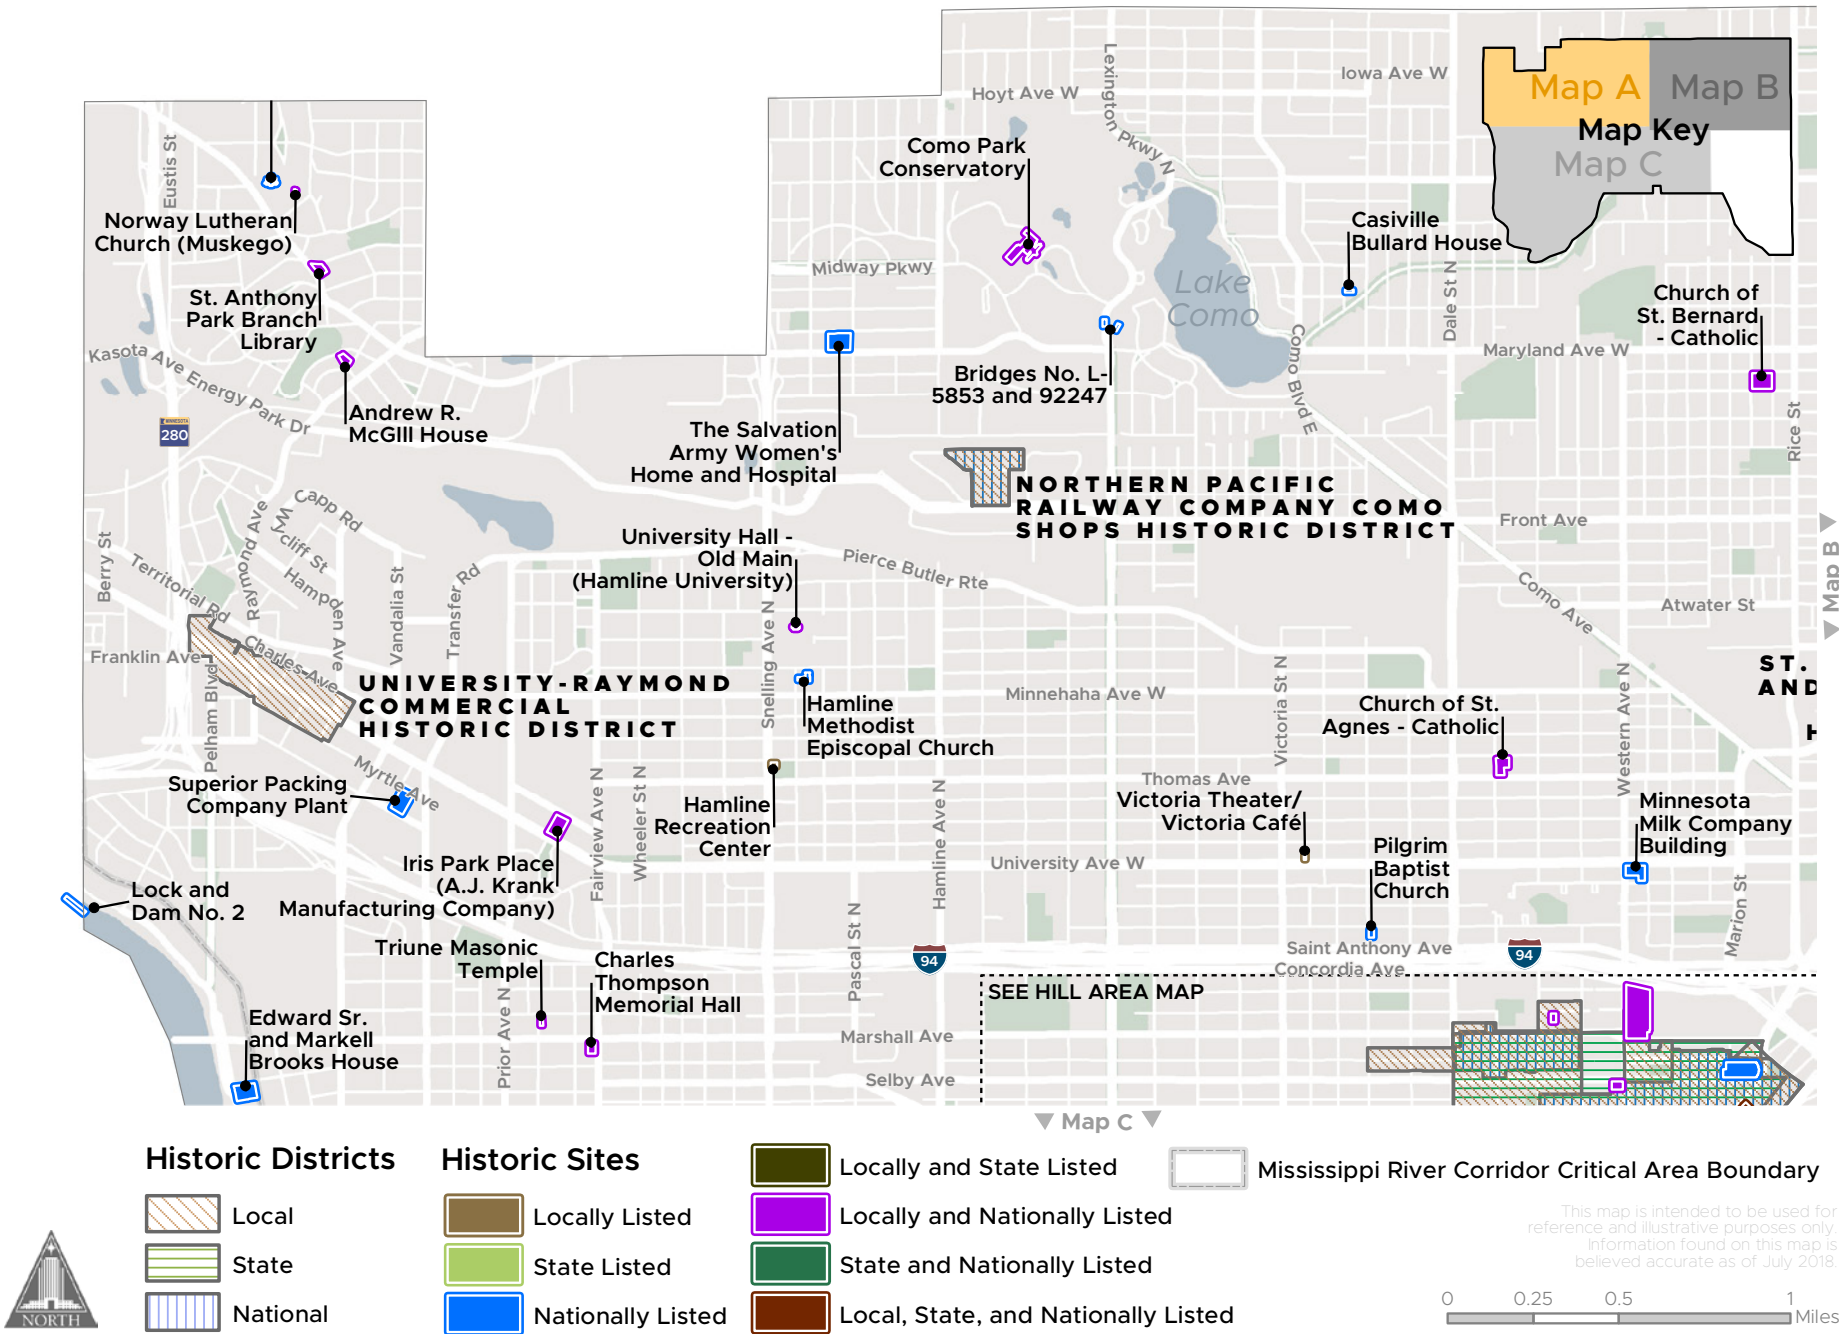 Iowa Ave W
Hoyt Ave W
Lexington Pkwy N
Map A
Map B
Map Key
Map C
Eustis St
Como Park
Conservatory
Norway Lutheran
Church (Muskego)
Casiville
Bullard House
Midway Pkwy
Lake
Como
Dale St N
St. Anthony
Park Branch
Library
Church of
St. Bernard
- Catholic
Kasota Ave
Energy Park Dr
Maryland Ave W
Como Blvd E
Bridges No. L-
5853 and 92247
Andrew R.
McGIll House
MINNESOTA
280
The Salvation
Army Women's
Home and Hospital
Rice St
NORTHERN PACIFIC
RAILWAY COMPANY COMO
SHOPS HISTORIC DISTRICT
Front Ave
Capp Rd
Wycliff St
Raymond Ave
Hampden Ave
Berry St
Territorial Rd
Vandalia St
Transfer Rd
University Hall -
Old Main
(Hamline University)
Pierce Butler Rte
Como Ave
Atwater St
Map B
Franklin Ave
Charles Ave
Pelham Blvd
UNIVERSITY-RAYMOND
COMMERCIAL
HISTORIC DISTRICT
Snelling Ave N
Minnehaha Ave W
Victoria St N
Western Ave N
ST.
AND
H
Hamline
Methodist
Episcopal Church
Church of St.
Agnes - Catholic
Superior Packing
Company Plant
Myrtle Ave
Fairview Ave N
Wheeler St N
Hamline
Recreation
Center
Hamline Ave N
Thomas Ave
Victoria Theater/
Victoria Café
Minnesota
Milk Company
Building
Pilgrim
Baptist
Church
University Ave W
Iris Park Place
(A.J. Krank
Manufacturing Company)
Lock and
Dam No. 2
Pascal St N
Marion St
Triune Masonic
Temple
Charles
Thompson
Memorial Hall
94
Saint Anthony Ave
Concordia Ave
94
SEE HILL AREA MAP
Prior Ave N
Edward Sr.
and Markell
Brooks House
Marshall Ave
Selby Ave
Map C
Historic Districts
Local
State
National
Historic Sites
Locally Listed
State Listed
Nationally Listed
Locally and State Listed
Locally and Nationally Listed
State and Nationally Listed
Local, State, and Nationally Listed
Mississippi River Corridor Critical Area Boundary
This map is intended to be used for
reference and illustrative purposes only.
Information found on this map is
believed accurate as of July 2018.
0 0.25 0.5 1
Miles
NORTH